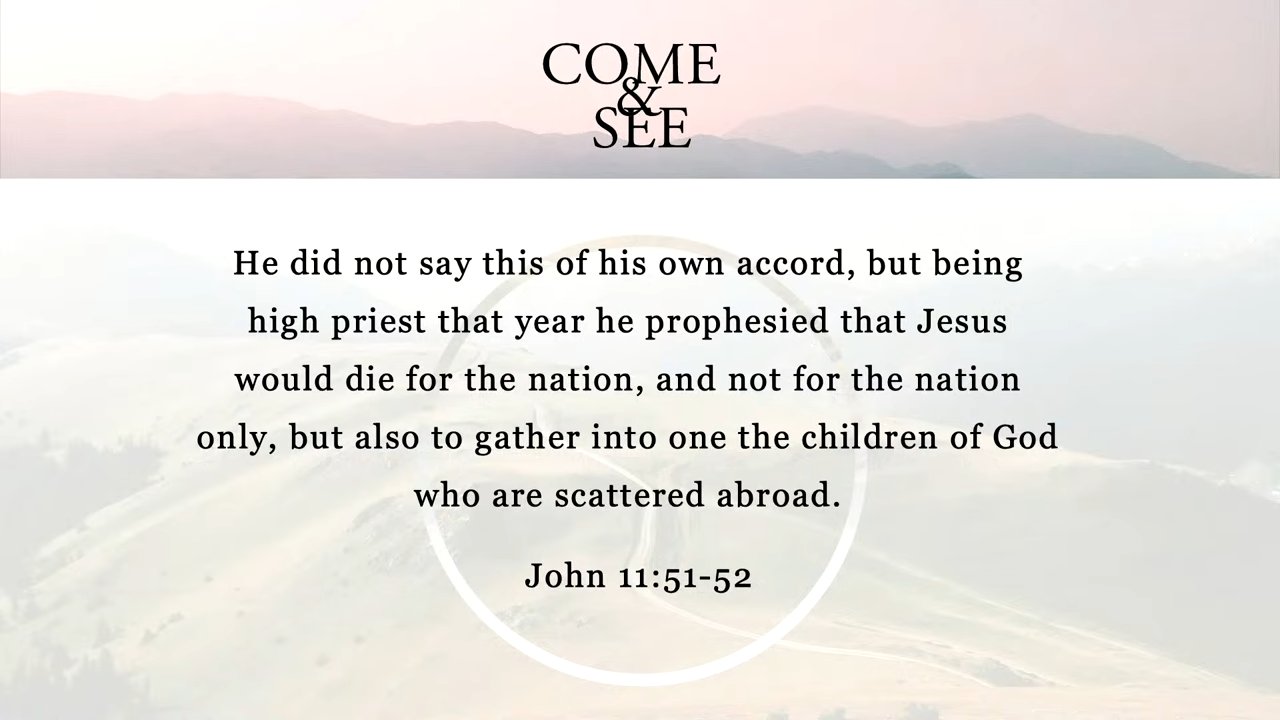 COME
&
SEE
He did not say this of his own accord, but being
high priest that year he prophesied that Jesus
would die for the nation, and not for the nation
only, but also to gather into one the children of God
who are scattered abroad.
John 11:51-52